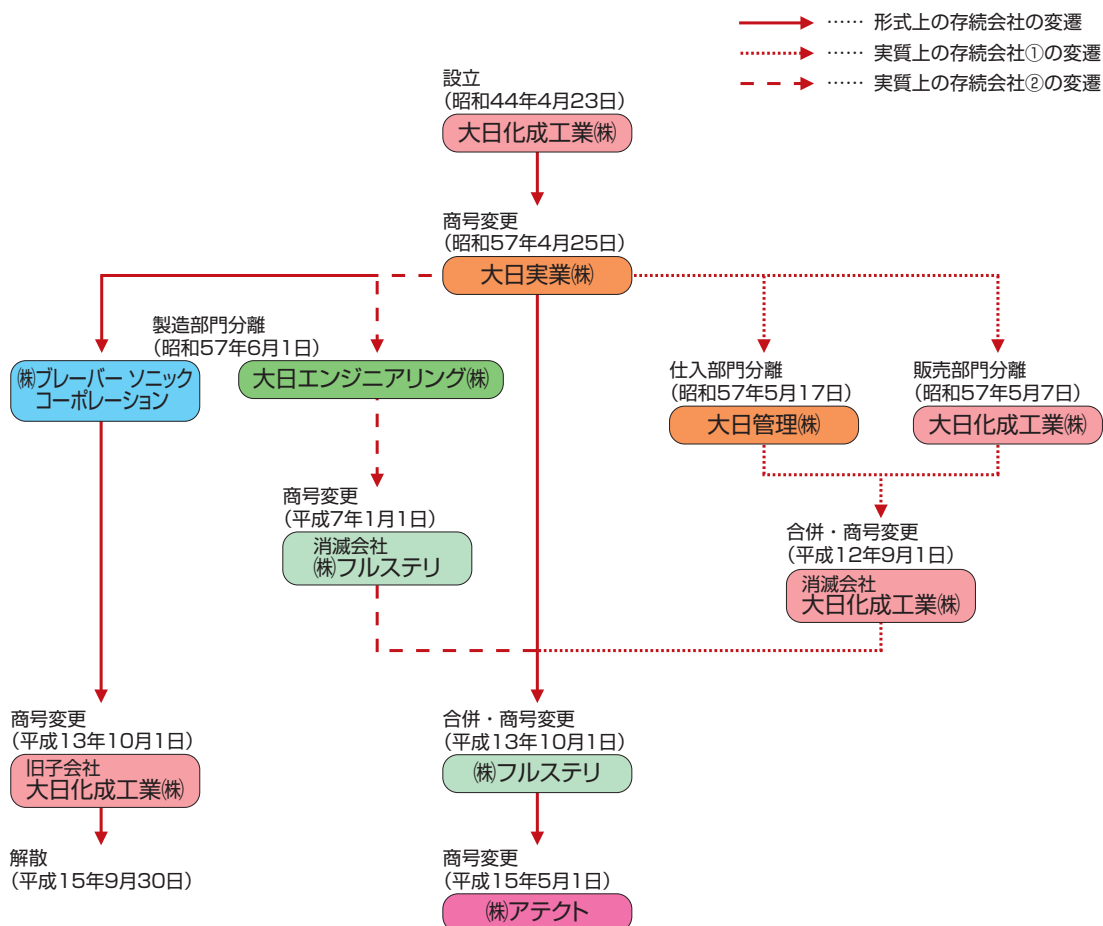 …… 形式上の存続会社の変遷
…… 実質上の存続会社①の変遷
…… 実質上の存続会社②の変遷
設立
（昭和44年4月23日）
大日化成工業㈱
商号変更
（昭和57年4月25日）
大日実業㈱
製造部門分離
（昭和57年6月1日）
㈱ブレーバー ソニック
コーポレーション
大日エンジニアリング㈱
仕入部門分離
（昭和57年5月17日）
大日管理㈱
販売部門分離
（昭和57年5月7日）
大日化成工業㈱
商号変更
（平成7年1月1日）
消滅会社
㈱フルステリ
合併・商号変更
（平成12年9月1日）
消滅会社
大日化成工業㈱
商号変更
（平成13年10月1日）
旧子会社
大日化成工業㈱
合併・商号変更
（平成13年10月1日）
㈱フルステリ
解散
（平成15年9月30日）
商号変更
（平成15年5月1日）
㈱アテクト